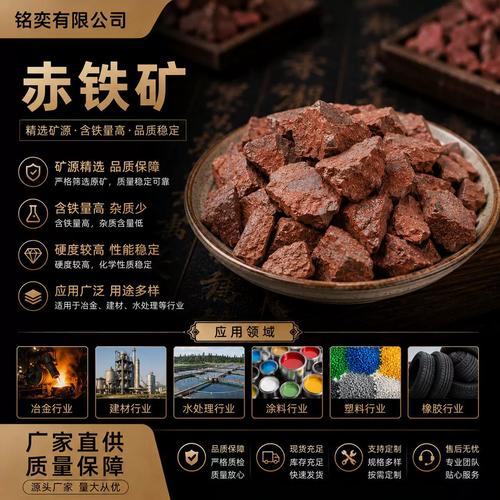 铭奕有限公司
赤铁矿
精选矿源·含铁量高·品质稳定
矿源精选 品质保障
严格筛选原矿，质量稳定可靠
含铁量高 杂质少
含铁量高，杂质含量低
硬度较高 性能稳定
硬度较高，化学性质稳定
应用广泛 用途多样
适用于冶金、建材、水处理等行业
应用领域
冶金行业
建材行业
水处理行业
涂料行业
塑料行业
橡胶行业
厂家直供
质量保障
源头厂家 量大从优
品质保障
严格质检
质量放心
现货充足
库存充足
快速发货
支持定制
规格多样
按需定制
售后无忧
专业团队
贴心服务